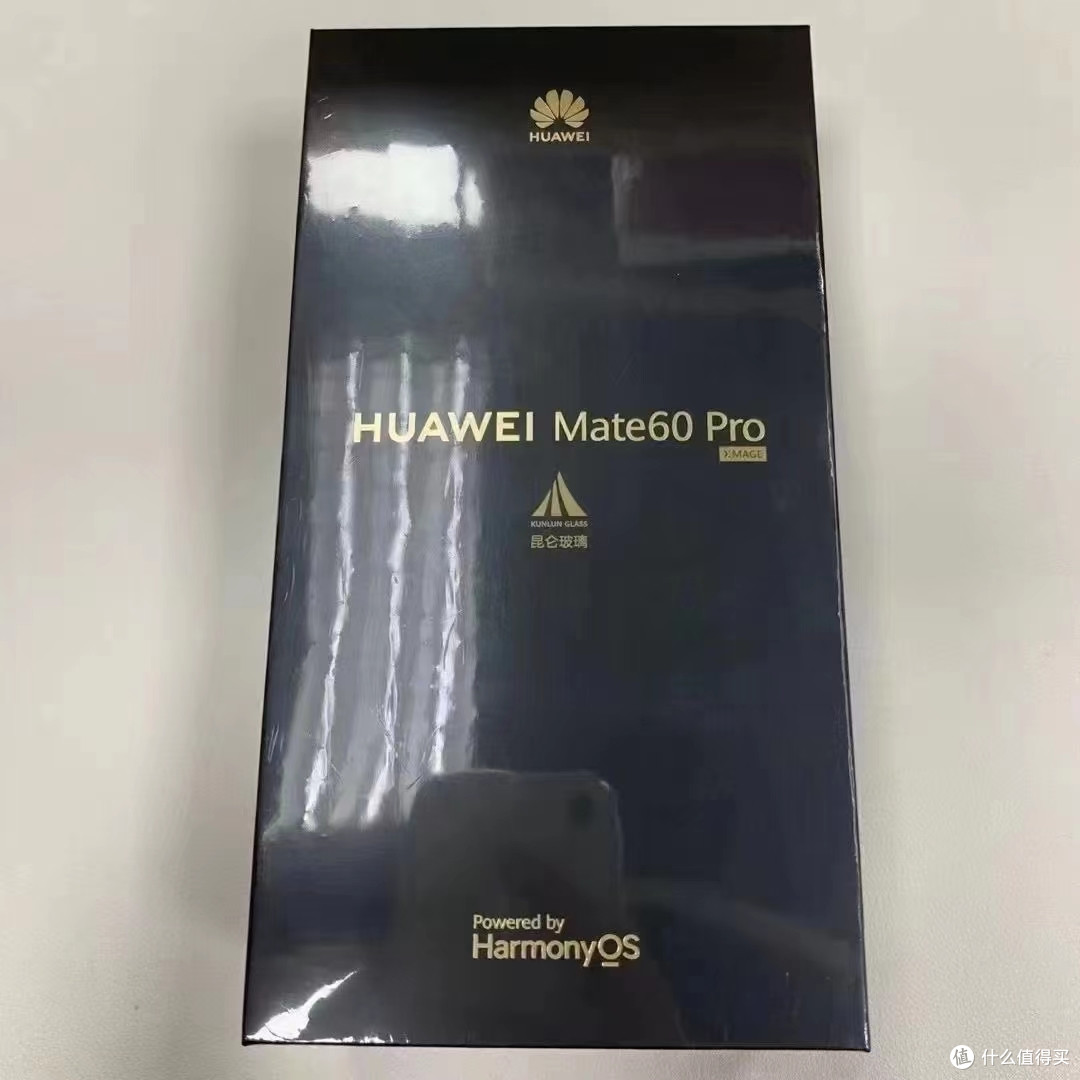 HUAWEI
HUAWEI Mate60 Pro
XMAGE
KUNLUN GLASS
昆仑玻璃
Powered by
HarmonyOS
值 什么值得买